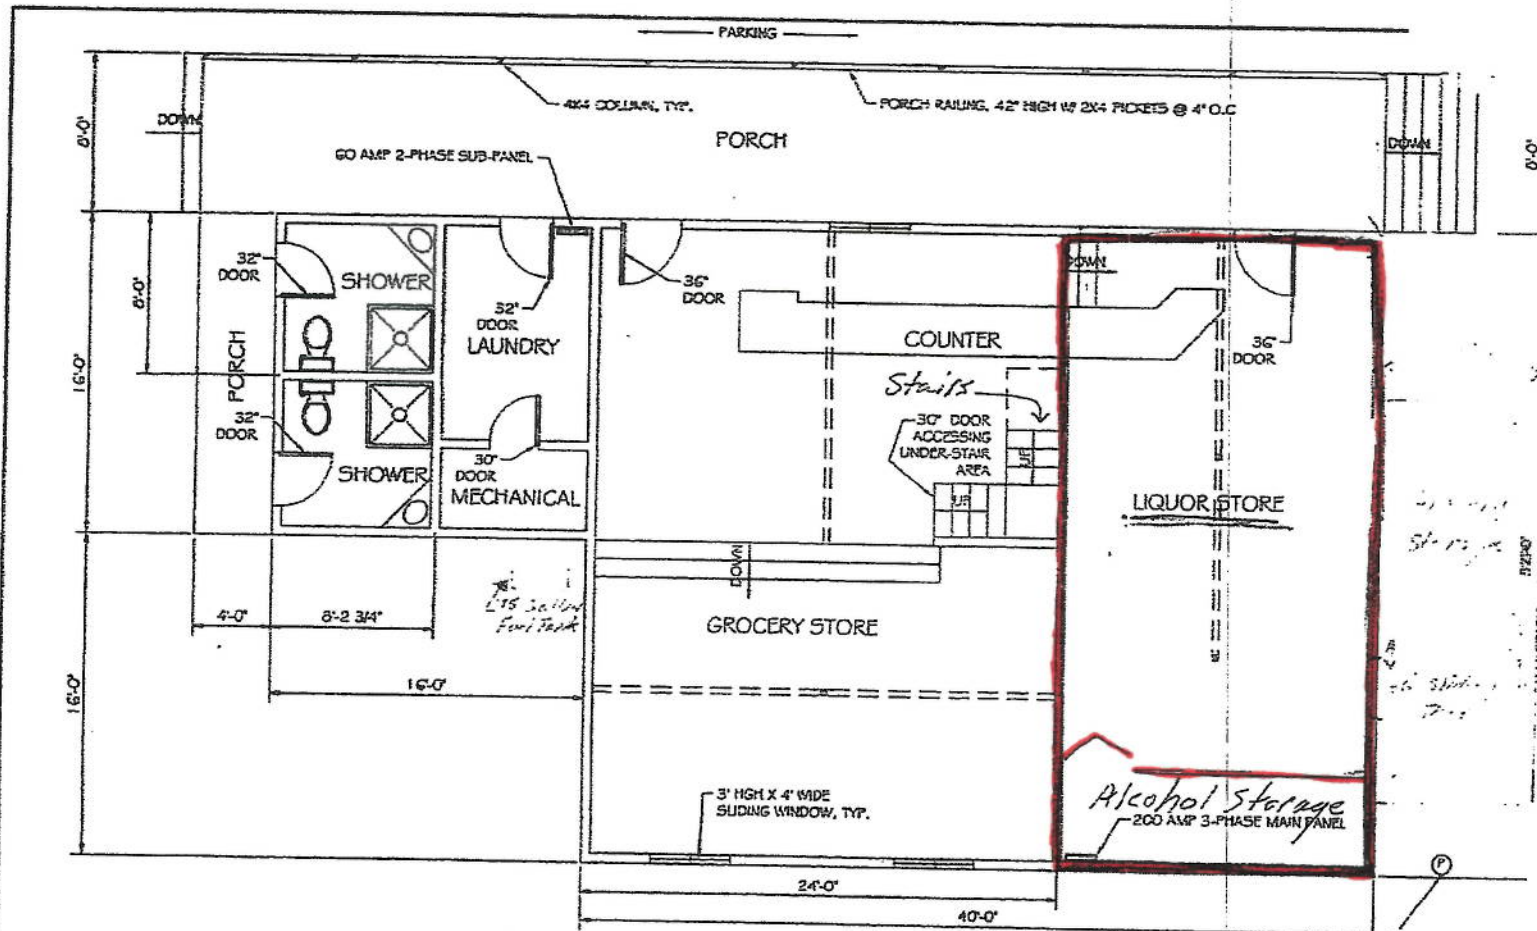 PARKING
4X4 COLUMN, TYP.
PORCH RAILING, 42" HIGH W/ 2X4 PICKETS @ 4" O.C
DOWN
PORCH
DOWN
8'-0"
8'-0"
60 AMP 2-PHASE SUB-PANEL
32"
DOOR
SHOWER
36"
DOOR
DOWN
8'-0"
32"
DOOR
LAUNDRY
COUNTER
36"
DOOR
PORCH
16'-0"
Stairs
30" DOOR
ACCESSING
UNDER-STAIR
AREA
UP
UP
32"
DOOR
SHOWER
30"
DOOR
MECHANICAL
LIQUOR STORE
DOWN
Fuel Tank
4'-0"
8'-2 3/4"
GROCERY STORE
16'-0"
16'-0"
3' HGH X 4' WIDE
SLIDING WINDOW, TYP.
Alcohol Storage
200 AMP 3-PHASE MAIN PANEL
P
24'-0"
40'-0"